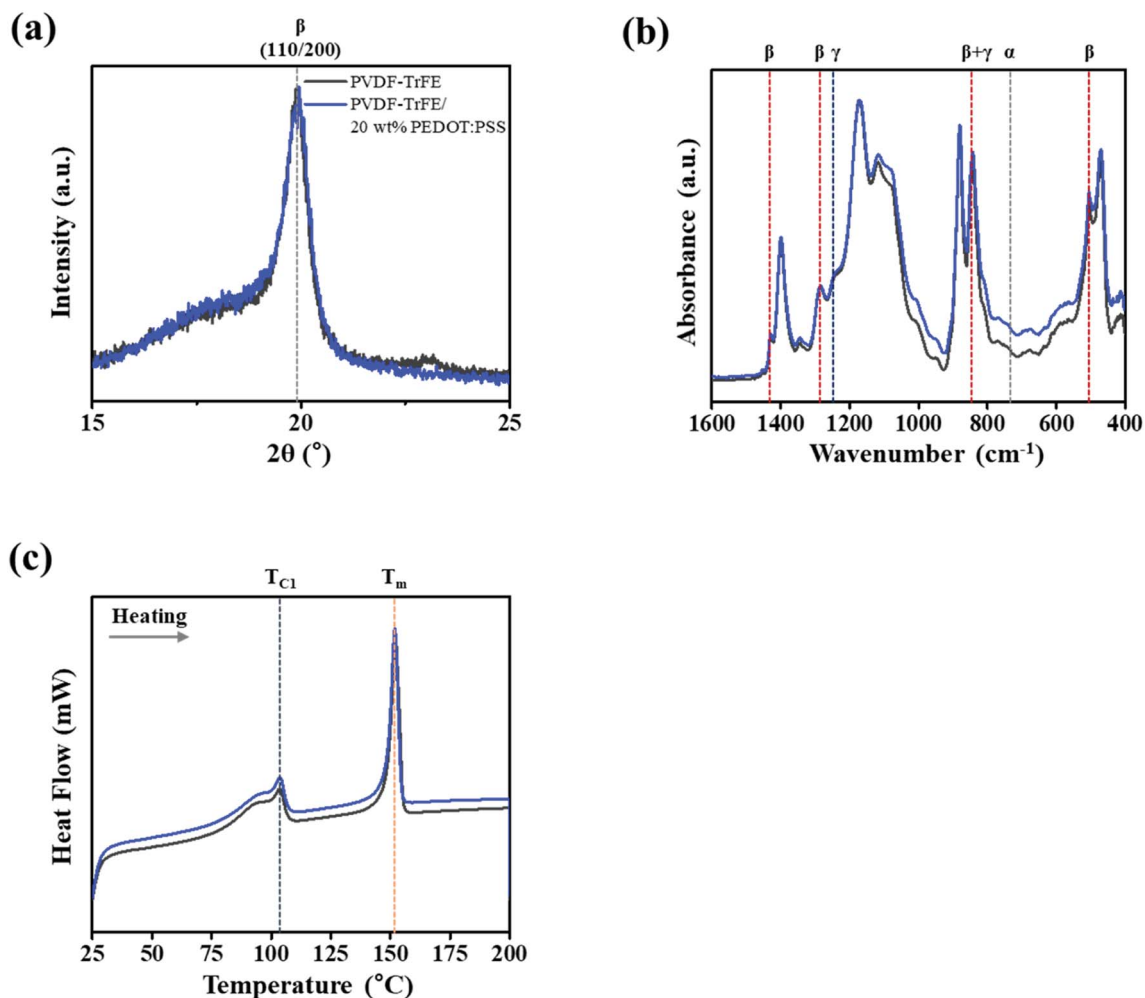 (a)
β
(110/200)
PVDF-TrFE
PVDF-TrFE/
20 wt% PEDOT:PSS
Intensity (a.u.)
15 20 25
2θ (°)
(b)
β β γ β+γ α β
Absorbance (a.u.)
1600 1400 1200 1000 800 600 400
Wavenumber (cm⁻¹)
(c)
T_C1 T_m
Heating
Heat Flow (mW)
25 50 75 100 125 150 175 200
Temperature (°C)